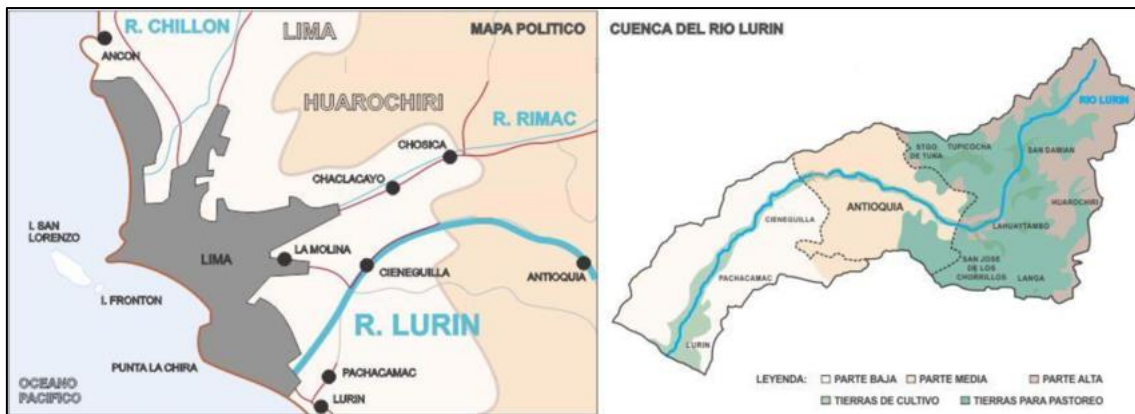 R. CHILLON
LIMA
MAPA POLITICO
ANCON
HUAROCHIRI
R. RIMAC
CHOSICA
CHACLACAYO
I. SAN
LORENZO
LIMA
LA MOLINA
CIENEGUILLA
ANTIOQUIA
I. FRONTON
R. LURIN
PUNTA LA CHIRA
PACHACAMAC
OCEANO
PACIFICO
LURIN
CUENCA DEL RIO LURIN
RIO LURIN
STGO
DE TUNA
TUPICOCHA
SAN DAMIAN
HUAROCHIRI
ANTIOQUIA
CIENEGUILLA
LAHUAYTAMBO
PACHACAMAC
SAN JOSE
DE LOS
CHORRILLOS
LANGA
LURIN
LEYENDA: PARTE BAJA PARTE MEDIA PARTE ALTA
TIERRAS DE CULTIVO TIERRAS PARA PASTOREO